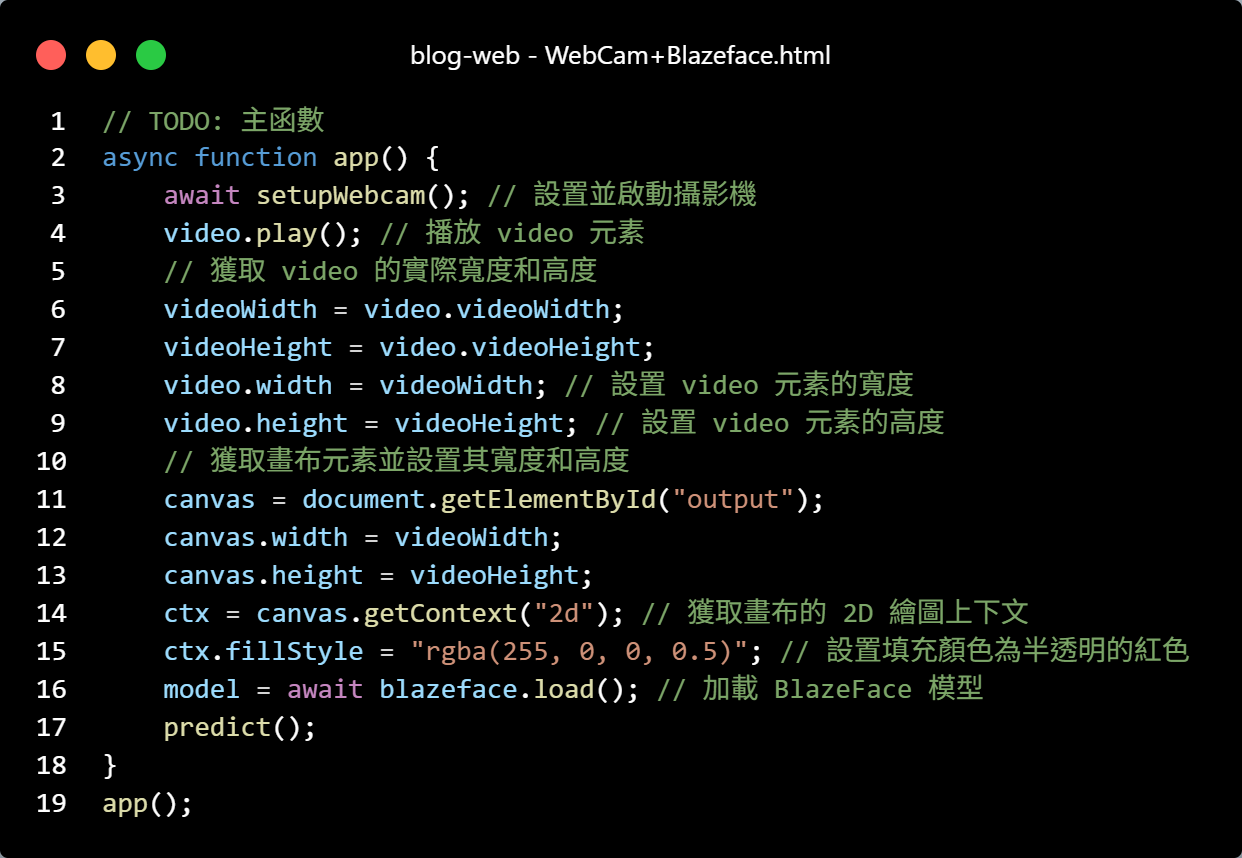 blog-web - WebCam+Blazeface.html
1 // TODO: 主函數
2 async function app() {
3     await setupWebcam(); // 設置並啟動攝影機
4     video.play(); // 播放 video 元素
5     // 獲取 video 的實際寬度和高度
6     videoWidth = video.videoWidth;
7     videoHeight = video.videoHeight;
8     video.width = videoWidth; // 設置 video 元素的寬度
9     video.height = videoHeight; // 設置 video 元素的高度
10     // 獲取畫布元素並設置其寬度和高度
11     canvas = document.getElementById("output");
12     canvas.width = videoWidth;
13     canvas.height = videoHeight;
14     ctx = canvas.getContext("2d"); // 獲取畫布的 2D 繪圖上下文
15     ctx.fillStyle = "rgba(255, 0, 0, 0.5)"; // 設置填充顏色為半透明的紅色
16     model = await blazeface.load(); // 加載 BlazeFace 模型
17     predict();
18 }
19 app();